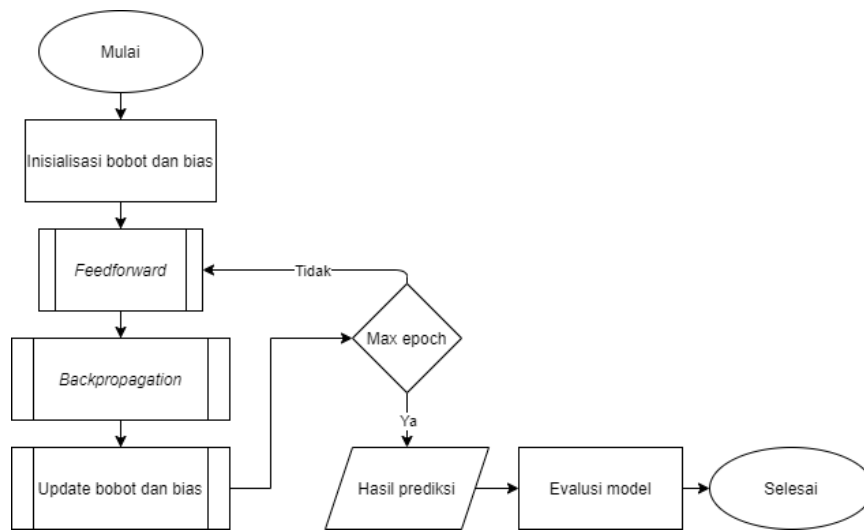 Mulai
Inisialisasi bobot dan bias
Feedforward
Tidak
Max epoch
Backpropagation
Ya
Update bobot dan bias
Hasil prediksi
Evalusi model
Selesai